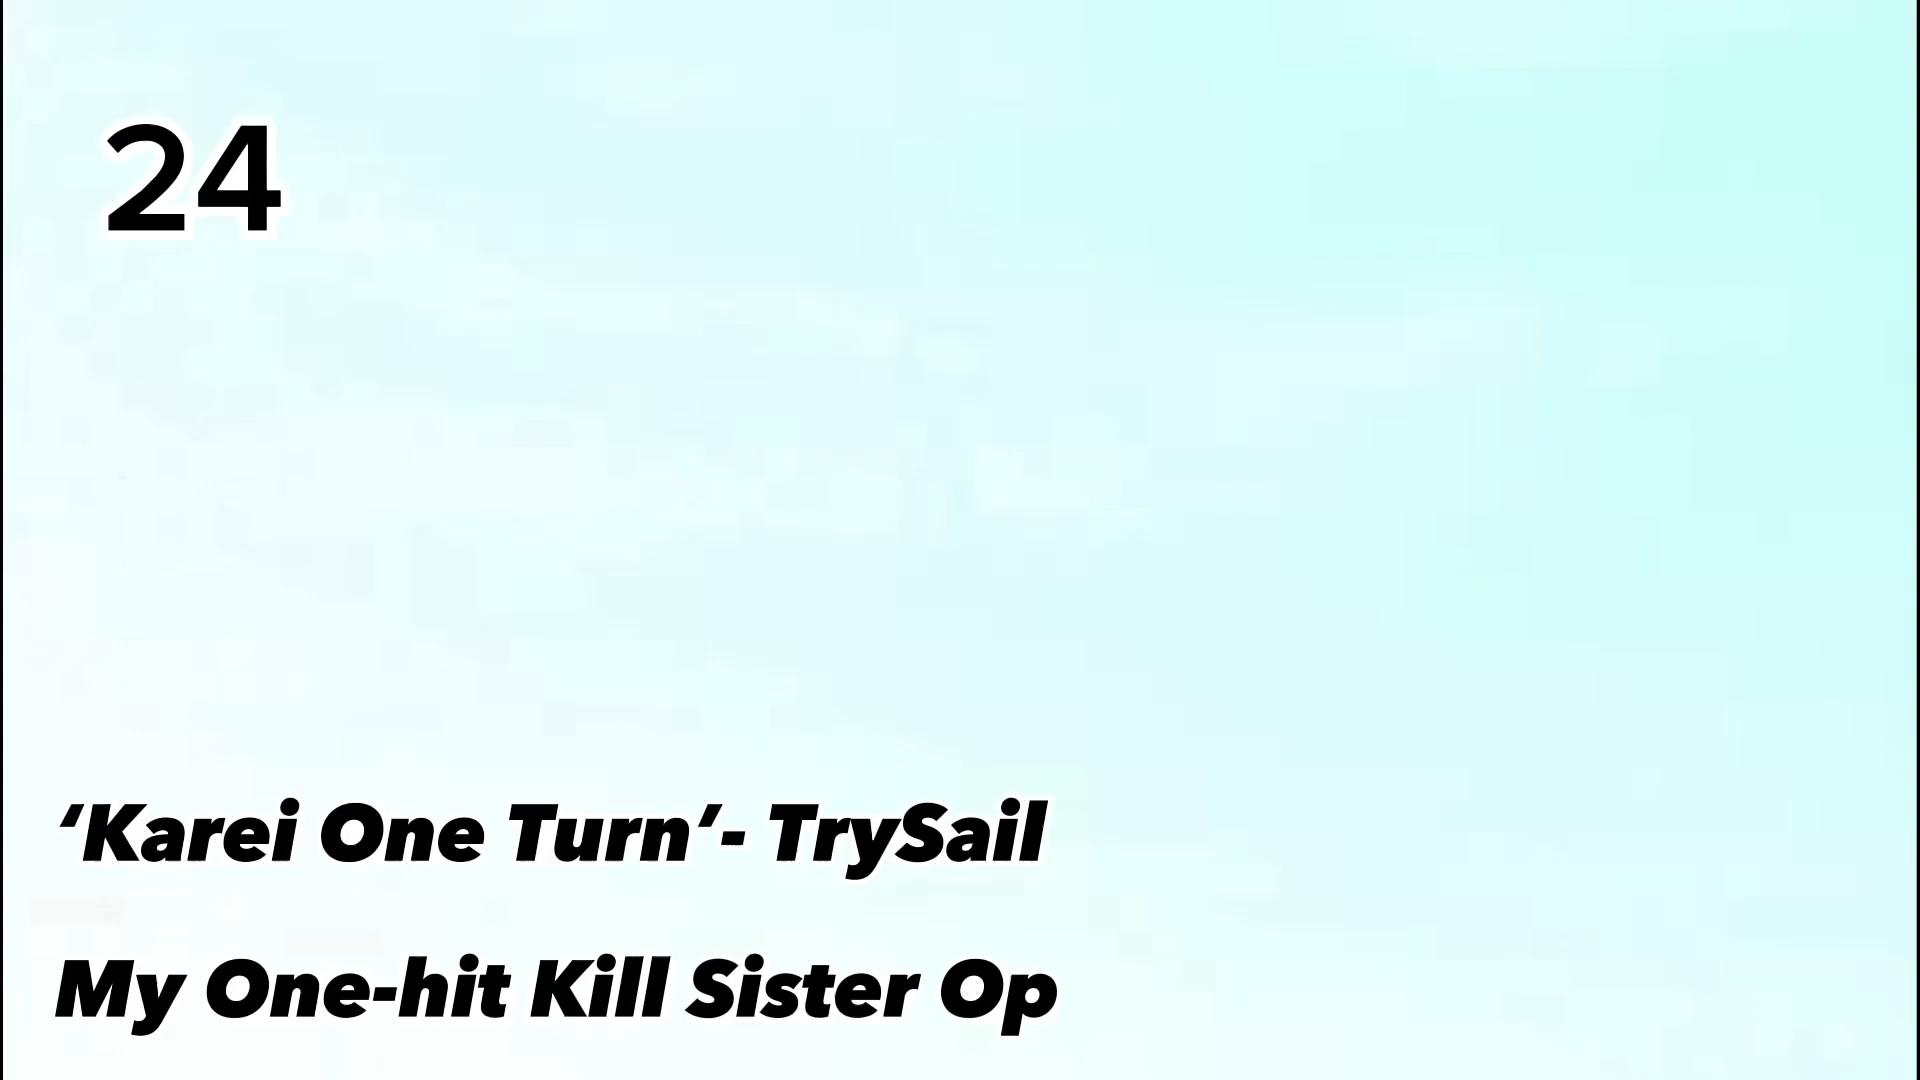 24
‘Karei One Turn’- TrySail
My One-hit Kill Sister Op